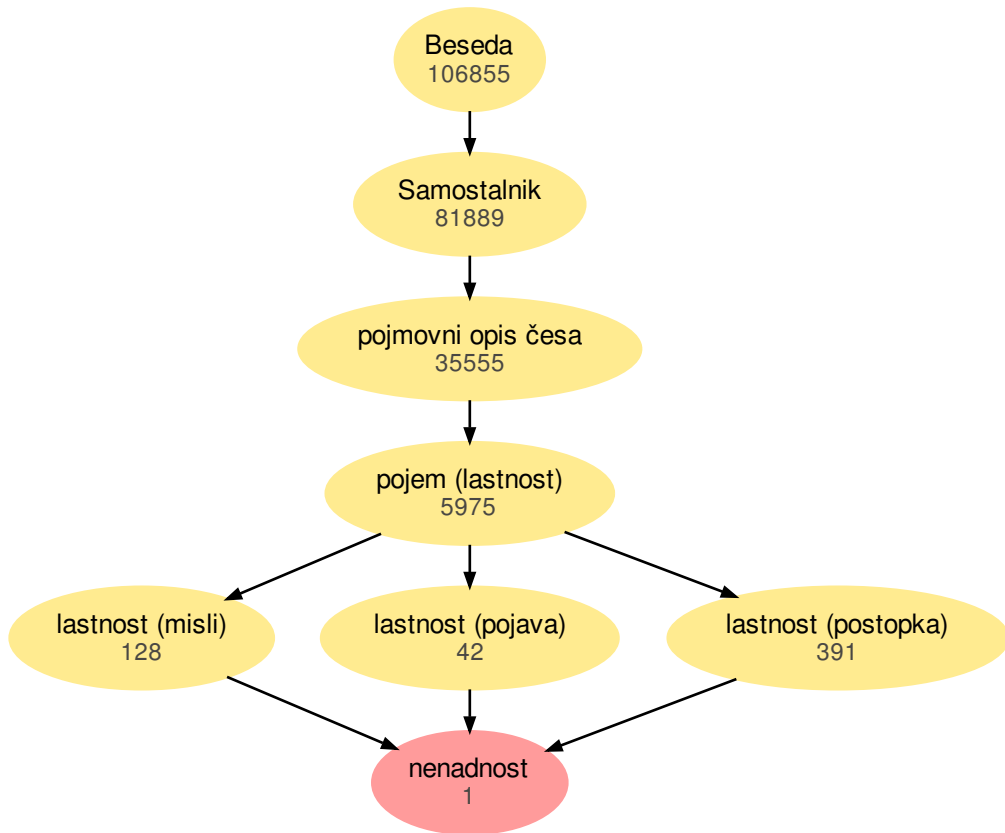 Beseda
106855
Samostalnik
81889
pojmovni opis česa
35555
pojem (lastnost)
5975
lastnost (misli)
128
lastnost (pojava)
42
lastnost (postopka)
391
nenadnost
1